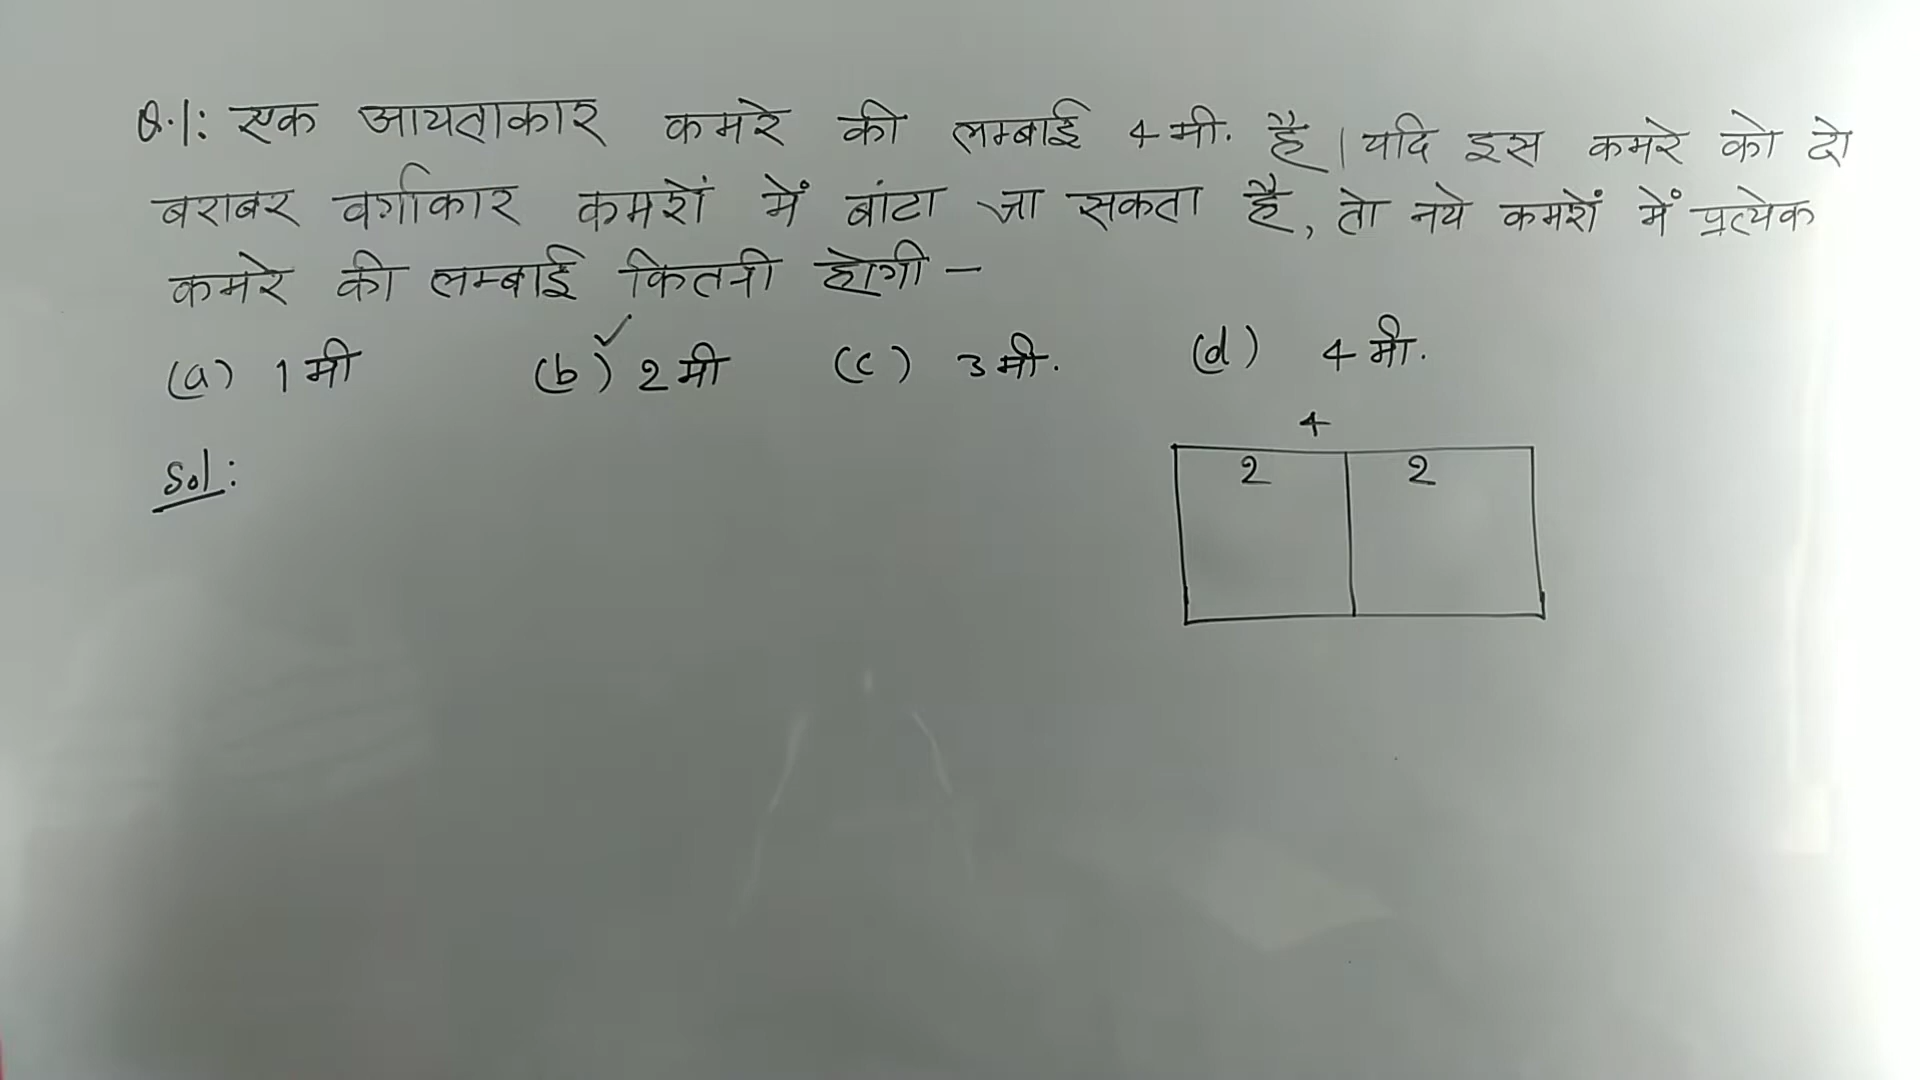 Q.1: एक आयताकार कमरे की लम्बाई 4 मी. है। यदि इस कमरे को दो
बराबर वर्गाकार कमरों में बांटा जा सकता है, तो नये कमरों में प्रत्येक
कमरे की लम्बाई कितनी होगी –
(a) 1 मी (b) ✓ 2 मी (c) 3 मी. (d) 4 मी.
4
2 2
Sol: